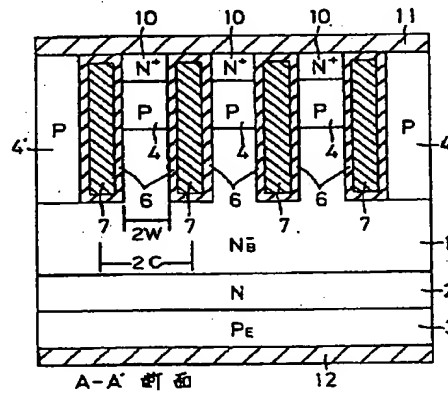 10 10 10 11
N⁺ N⁺ N⁺
P P P P P
4' 4 4 4 4
6 6 6
7 7 7 7
2W
2C
N⁻B 1
N 2
PE 3
A-A' 断面 12